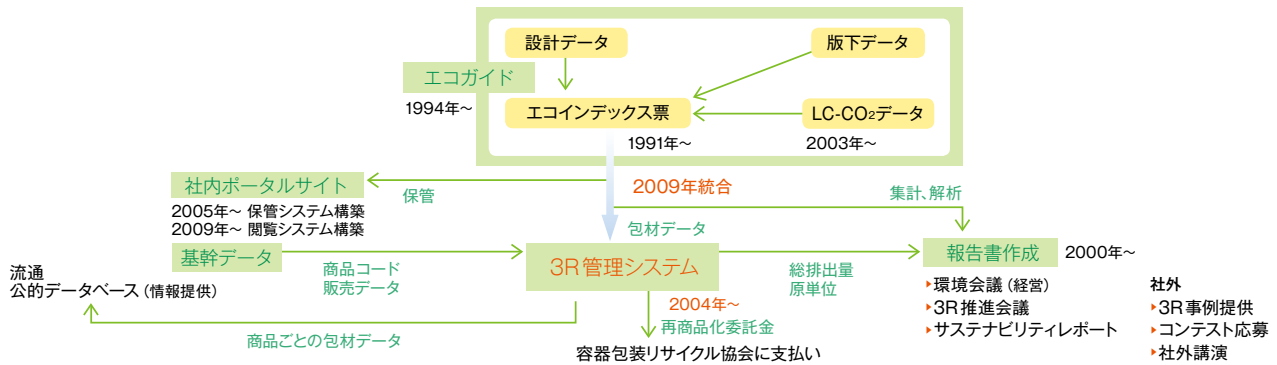 設計データ
版下データ
エコガイド
1994年～
エコインデックス票
LC-CO₂データ
1991年～
2003年～
社内ポータルサイト
保管
2009年統合
集計、解析
2005年～ 保管システム構築
2009年～ 閲覧システム構築
包材データ
基幹データ
商品コード
販売データ
3R管理システム
総排出量
原単位
報告書作成
2000年～
流通
公的データベース（情報提供）
2004年～
再商品化委託金
商品ごとの包材データ
容器包装リサイクル協会に支払い
▸環境会議（経営）
▸3R推進会議
▸サステナビリティレポート
社外
▸3R事例提供
▸コンテスト応募
▸社外講演